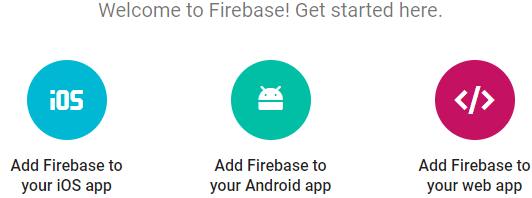 Welcome to Firebase! Get started here.
iOS
</>
Add Firebase to your iOS app
Add Firebase to your Android app
Add Firebase to your web app